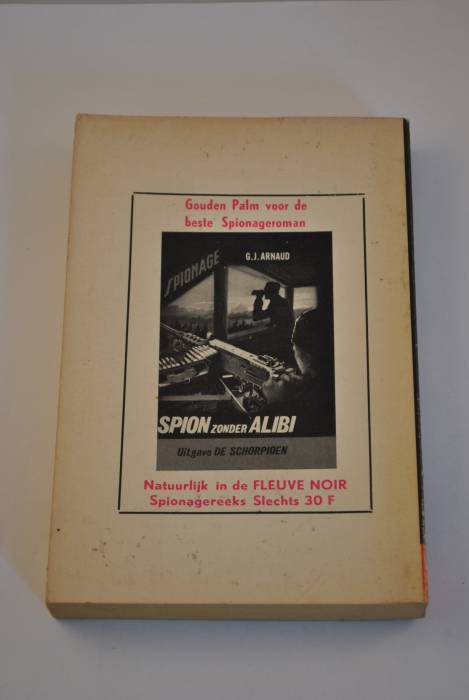 Gouden Palm voor de
beste Spionageroman
SPIONAGE
G.J. ARNAUD
SPION ZONDER ALIBI
Uitgave DE SCHORPIOEN
Natuurlijk in de FLEUVE NOIR
Spionagereeks Slechts 30 F